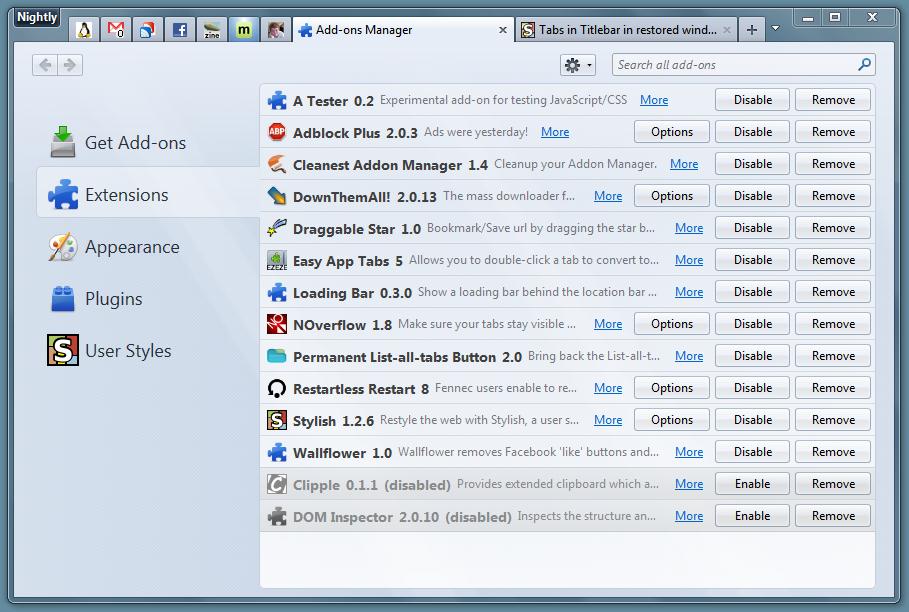 Nightly
M 0
f
zine
m
Add-ons Manager
S Tabs in Titlebar in restored wind...
Search all add-ons
Get Add-ons
Extensions
Appearance
Plugins
S User Styles
A Tester 0.2 Experimental add-on for testing JavaScript/CSS More Disable Remove
ABP Adblock Plus 2.0.3 Ads were yesterday! More Options Disable Remove
Cleanest Addon Manager 1.4 Cleanup your Addon Manager. More Disable Remove
DownThemAll! 2.0.13 The mass downloader f... More Options Disable Remove
Draggable Star 1.0 Bookmark/Save url by dragging the star b... More Disable Remove
EZEZE Easy App Tabs 5 Allows you to double-click a tab to convert to... More Disable Remove
Loading Bar 0.3.0 Show a loading bar behind the location bar ... More Disable Remove
NOverflow 1.8 Make sure your tabs stay visible ... More Options Disable Remove
Permanent List-all-tabs Button 2.0 Bring back the List-all-t... More Disable Remove
Restartless Restart 8 Fennec users enable to re... More Options Disable Remove
S Stylish 1.2.6 Restyle the web with Stylish, a user s... More Options Disable Remove
Wallflower 1.0 Wallflower removes Facebook 'like' buttons and... More Disable Remove
C Clipple 0.1.1 (disabled) Provides extended clipboard which a... More Enable Remove
DOM Inspector 2.0.10 (disabled) Inspects the structure an... More Enable Remove